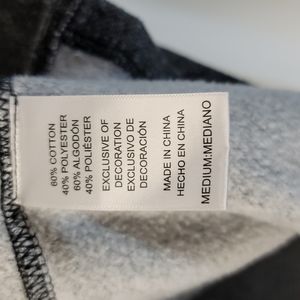 60% COTTON
40% POLYESTER
60% ALGODÓN
40% POLIÉSTER
EXCLUSIVE OF
DECORATION
EXCLUSIVO DE
DECORACIÓN
MADE IN CHINA
HECHO EN CHINA
MEDIUM:MEDIANO